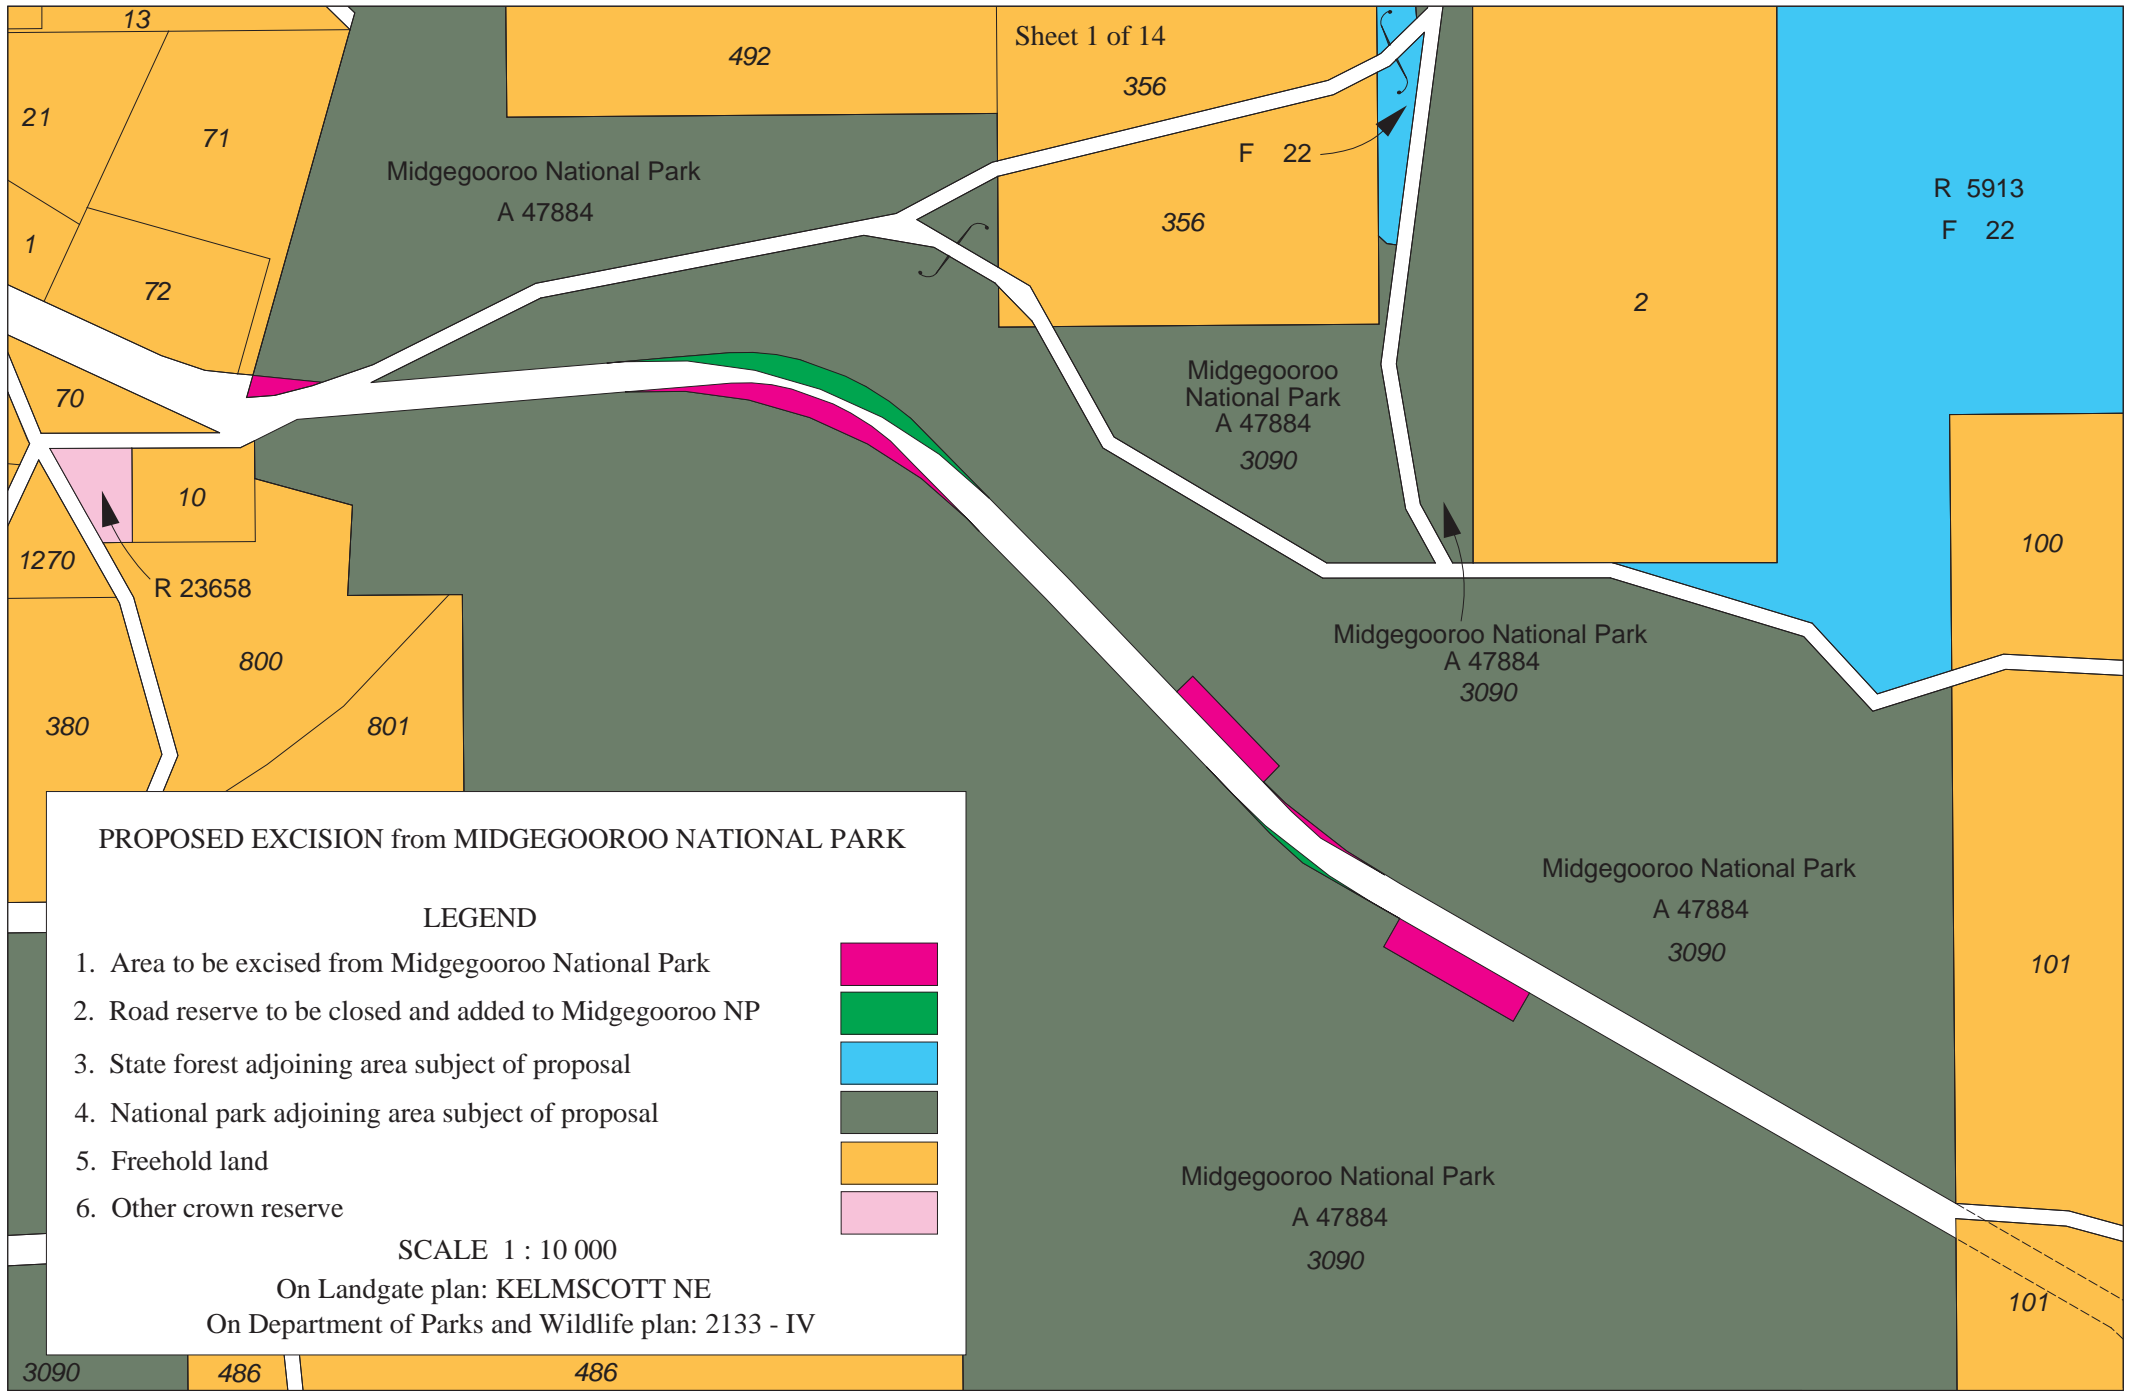 13
492
Sheet 1 of 14
356
21
71
F 22
Midgegooroo National Park
A 47884
R 5913
F 22
356
1
72
2
70
Midgegooroo
National Park
A 47884
3090
10
100
1270
R 23658
800
Midgegooroo National Park
A 47884
3090
380
801
PROPOSED EXCISION from MIDGEGOOROO NATIONAL PARK
LEGEND
1. Area to be excised from Midgegooroo National Park
2. Road reserve to be closed and added to Midgegooroo NP
3. State forest adjoining area subject of proposal
4. National park adjoining area subject of proposal
5. Freehold land
6. Other crown reserve
SCALE 1 : 10 000
On Landgate plan: KELMSCOTT NE
On Department of Parks and Wildlife plan: 2133 - IV
Midgegooroo National Park
A 47884
3090
101
Midgegooroo National Park
A 47884
3090
101
3090
486
486